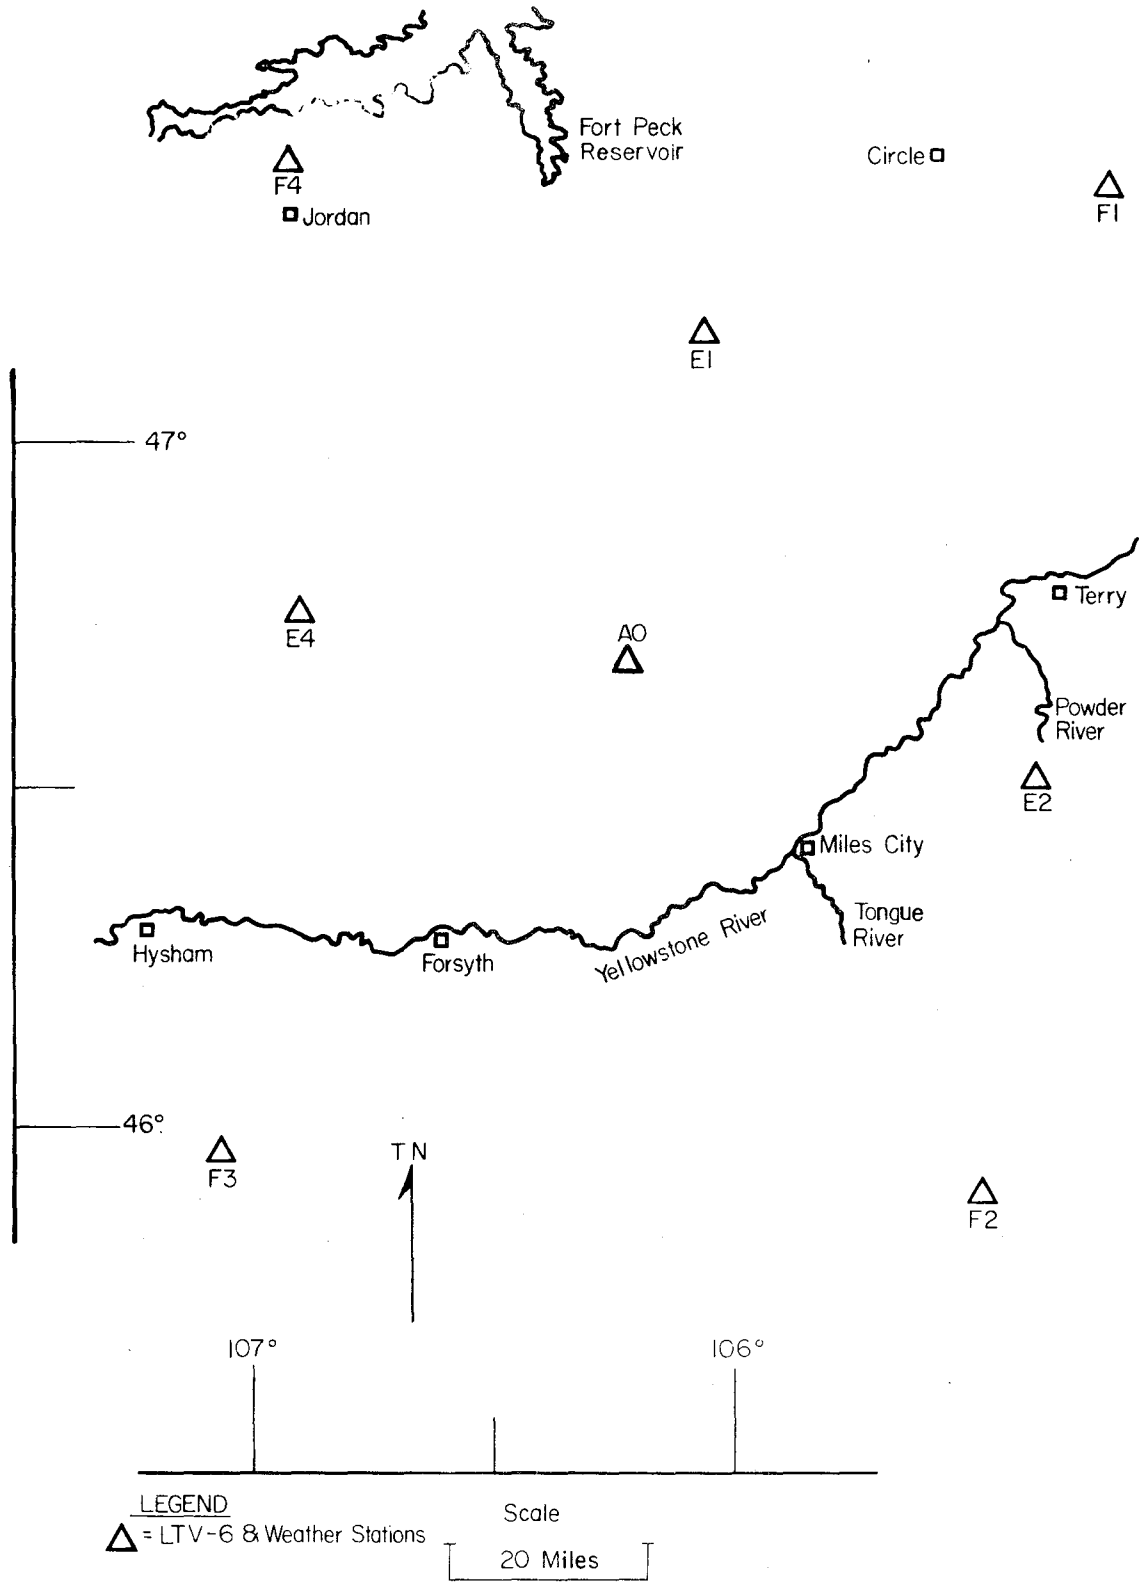 Fort Peck
Reservoir
Circle
F4
F1
Jordan
E1
47°
Terry
E4
A0
Powder
River
E2
Miles City
Tongue
River
Hysham
Forsyth
Yellowstone River
46°
TN
F3
F2
107°
106°
LEGEND
Scale
= LTV-6 & Weather Stations
20 Miles